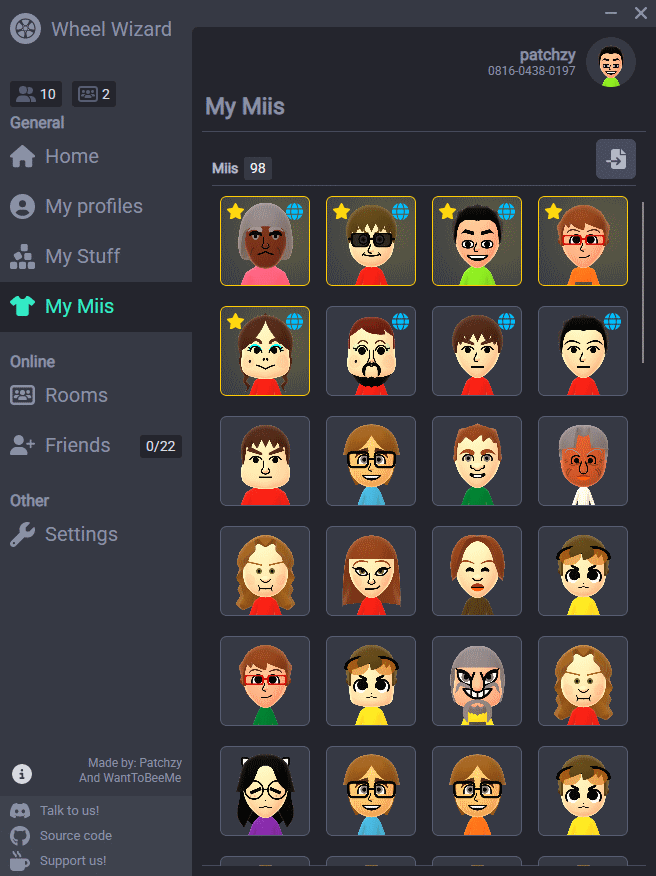 Wheel Wizard
10
2
General
Home
My profiles
My Stuff
My Miis
Online
Rooms
Friends
0/22
Other
Settings
Made by: Patchzy
And WantToBeeMe
Talk to us!
Source code
Support us!
patchzy
0816-0438-0197
My Miis
Miis 98